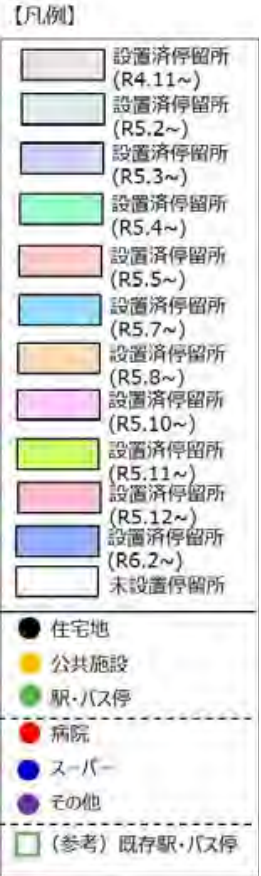 【凡例】
設置済停留所
(R4.11~)
設置済停留所
(R5.2~)
設置済停留所
(R5.3~)
設置済停留所
(R5.4~)
設置済停留所
(R5.5~)
設置済停留所
(R5.7~)
設置済停留所
(R5.8~)
設置済停留所
(R5.10~)
設置済停留所
(R5.11~)
設置済停留所
(R5.12~)
設置済停留所
(R6.2~)
未設置停留所
住宅地
公共施設
駅・バス停
病院
スーパー
その他
(参考) 既存駅・バス停